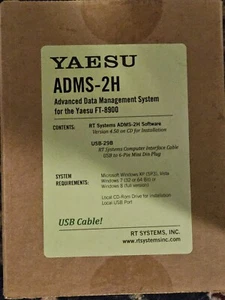 YAESU
ADMS-2H
Advanced Data Management System
for the Yaesu FT-8900
CONTENTS:
RT Systems ADMS-2H Software
Version 4.50 on CD for Installation
USB-29B
RT Systems Computer Interface Cable
USB to 6-Pin Mini Din Plug
SYSTEM
REQUIREMENTS:
Microsoft Windows XP (SP3), Vista
Windows 7 (32 or 64 Bit) or
Windows 8 (full version)
Local CD-Rom Drive for Installation
Local USB Port
USB Cable!
RT SYSTEMS, INC.
www.rtsystemsinc.com